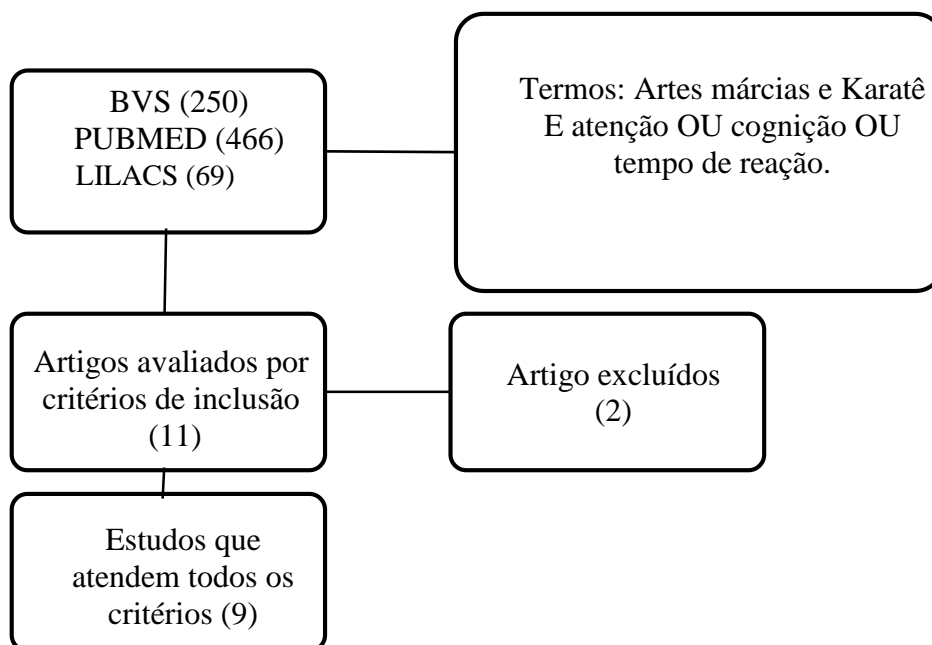 BVS (250)
PUBMED (466)
LILACS (69)
Termos: Artes márcias e Karatê
E atenção OU cognição OU
tempo de reação.
Artigos avaliados por
critérios de inclusão
(11)
Artigo excluídos
(2)
Estudos que
atendem todos os
critérios (9)